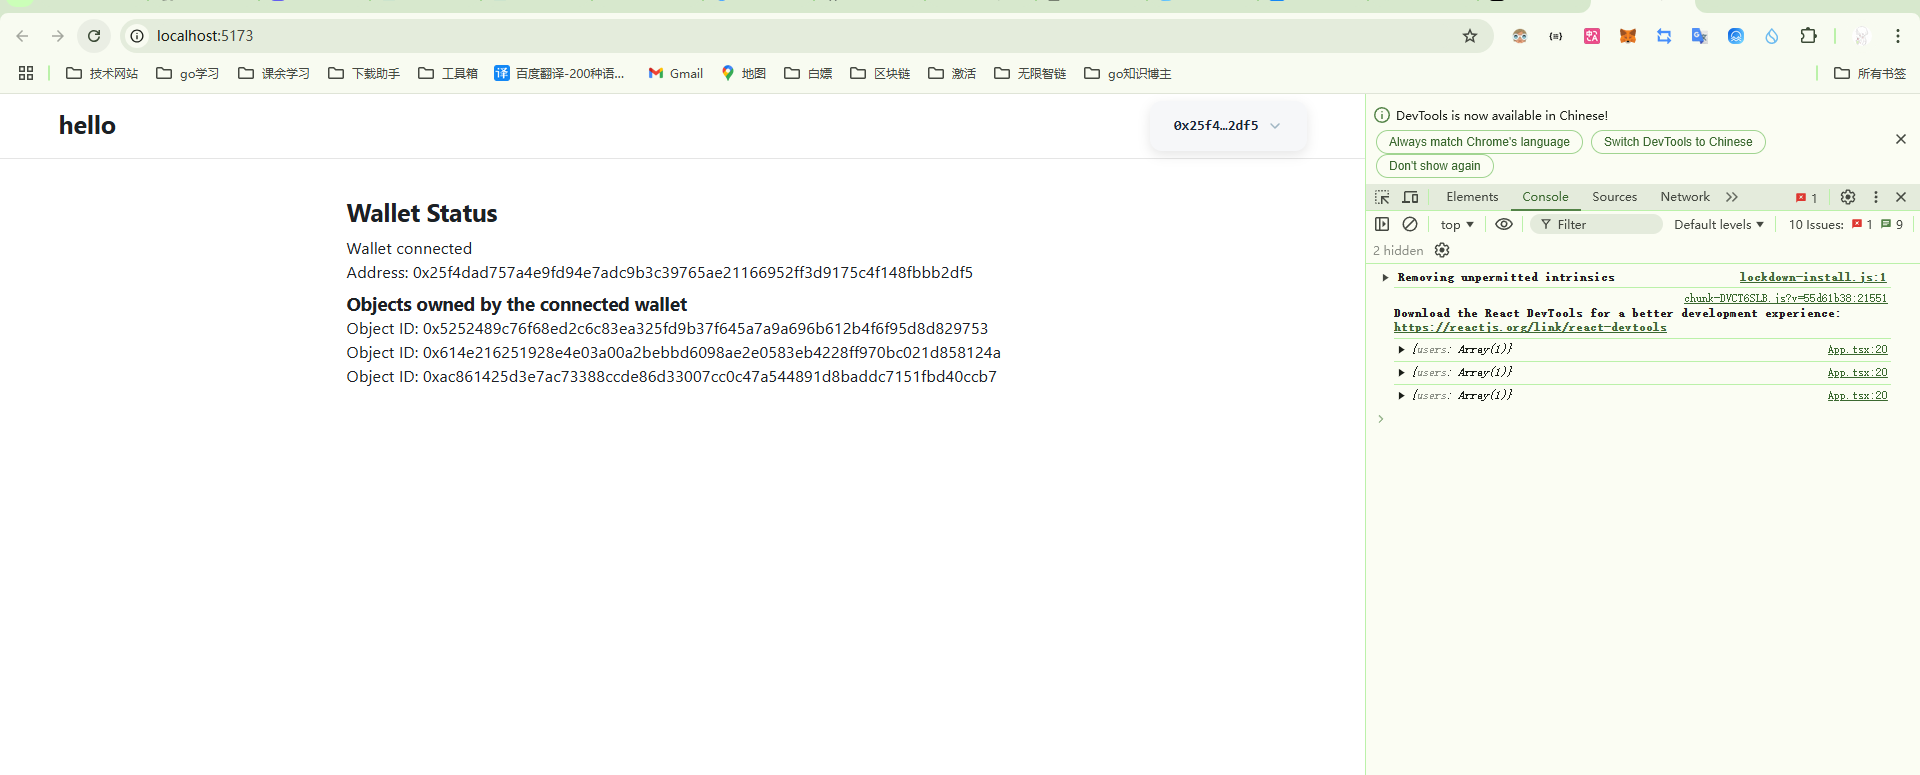 localhost:5173
技术网站 go学习 课余学习 下载助手 工具箱 译 百度翻译-200种语... Gmail 地图 白嫖 区块链 激活 无限智链 go知识博主 所有书签
hello
0x25f4…2df5
Wallet Status
Wallet connected
Address: 0x25f4dad757a4e9fd94e7adc9b3c39765ae21166952ff3d9175c4f148fbbb2df5
Objects owned by the connected wallet
Object ID: 0x5252489c76f68ed2c6c83ea325fd9b37f645a7a9a696b612b4f6f95d8d829753
Object ID: 0x614e216251928e4e03a00a2bebbd6098ae2e0583eb4228ff970bc021d858124a
Object ID: 0xac861425d3e7ac73388ccde86d33007cc0c47a544891d8baddc7151fbd40ccb7
DevTools is now available in Chinese!
Always match Chrome's language Switch DevTools to Chinese
Don't show again
Elements Console Sources Network 1
top Filter Default levels 10 Issues: 1 9
2 hidden
Removing unpermitted intrinsics lockdown-install.js:1
chunk-DVCT6SLB.js?v=55d61b38:21551
Download the React DevTools for a better development experience:
https://reactjs.org/link/react-devtools
{users: Array(1)} App.tsx:20
{users: Array(1)} App.tsx:20
{users: Array(1)} App.tsx:20